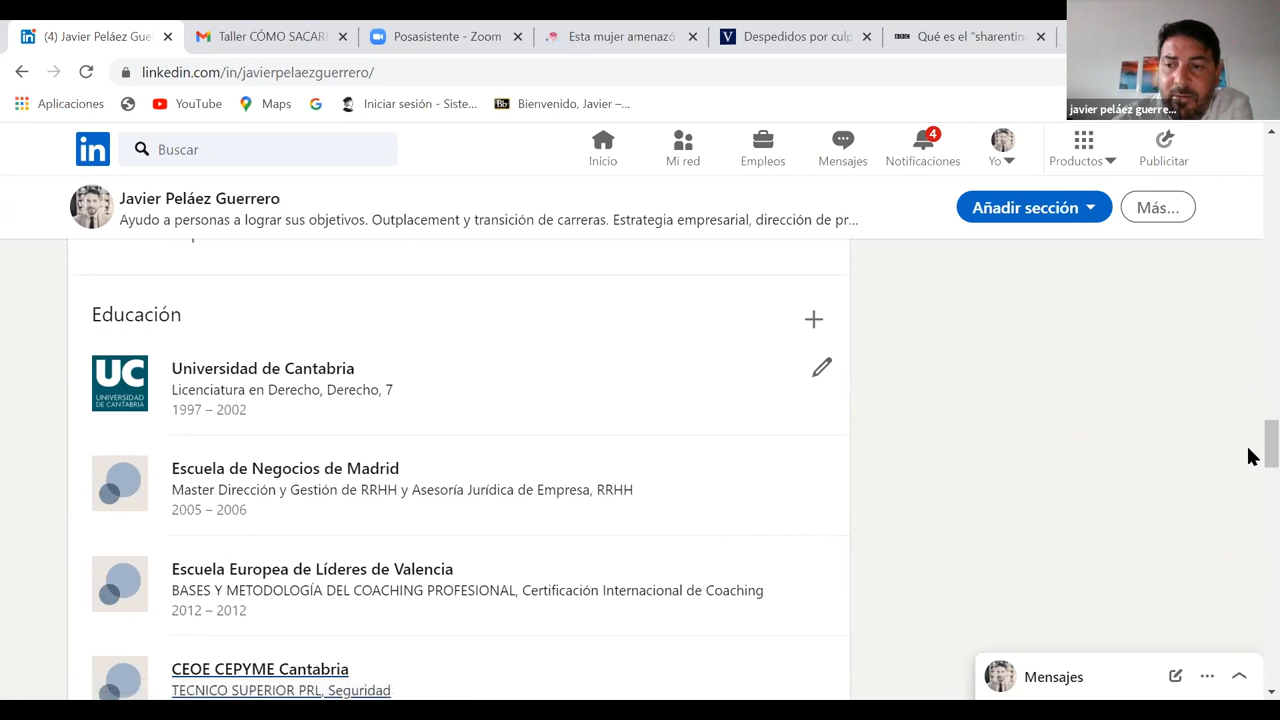 (4) Javier Peláez Gue
Taller CÓMO SACAR
Posasistente - Zoom
Esta mujer amenazó
Despedidos por culp
BBC
Qué es el "sharenting
linkedin.com/in/javierpelaezguerrero/
javier peláez guerre...
Aplicaciones
YouTube
Maps
Iniciar sesión - Siste...
Bb
Bienvenido, Javier –...
in
Buscar
Inicio
Mi red
Empleos
Mensajes
4
Notificaciones
Yo
Productos
Publicitar
Javier Peláez Guerrero
Ayudo a personas a lograr sus objetivos. Outplacement y transición de carreras. Estrategia empresarial, dirección de pr...
Añadir sección
Más...
Educación
UC
UNIVERSIDAD
DE CANTABRIA
Universidad de Cantabria
Licenciatura en Derecho, Derecho, 7
1997 – 2002
Escuela de Negocios de Madrid
Master Dirección y Gestión de RRHH y Asesoría Jurídica de Empresa, RRHH
2005 – 2006
Escuela Europea de Líderes de Valencia
BASES Y METODOLOGÍA DEL COACHING PROFESIONAL, Certificación Internacional de Coaching
2012 – 2012
CEOE CEPYME Cantabria
TECNICO SUPERIOR PRL, Seguridad
Mensajes